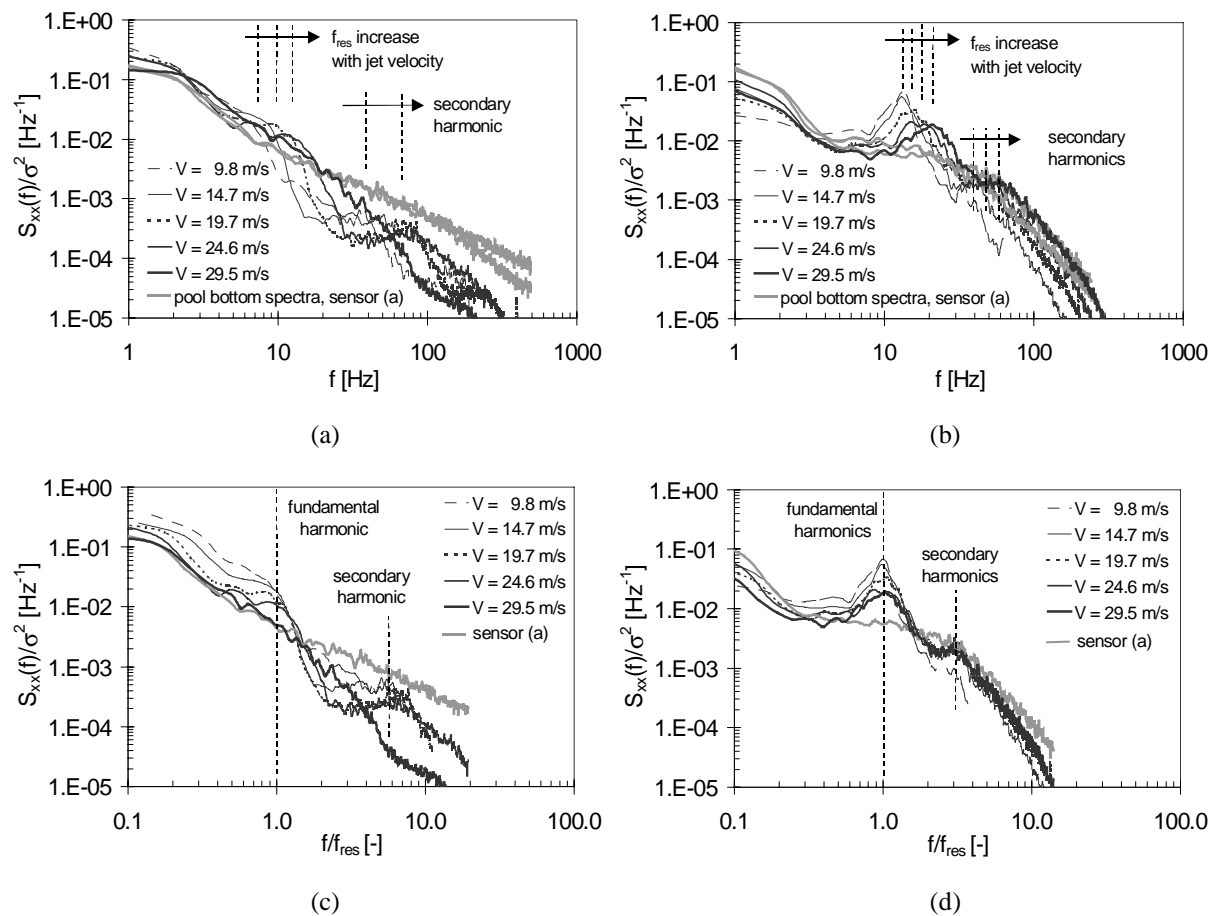 1.E+00
1.E-01
1.E-02
1.E-03
1.E-04
1.E-05
Sxx(f)/σ² [Hz⁻¹]
fres increase
with jet velocity
secondary
harmonic
V = 9.8 m/s
V = 14.7 m/s
V = 19.7 m/s
V = 24.6 m/s
V = 29.5 m/s
pool bottom spectra, sensor (a)
1 10 100 1000
f [Hz]
(a)
1.E+00
1.E-01
1.E-02
1.E-03
1.E-04
1.E-05
Sxx(f)/σ² [Hz⁻¹]
fres increase
with jet velocity
secondary
harmonics
V = 9.8 m/s
V = 14.7 m/s
V = 19.7 m/s
V = 24.6 m/s
V = 29.5 m/s
pool bottom spectra, sensor (a)
1 10 100 1000
f [Hz]
(b)
1.E+00
1.E-01
1.E-02
1.E-03
1.E-04
1.E-05
Sxx(f)/σ² [Hz⁻¹]
fundamental
harmonic
secondary
harmonic
V = 9.8 m/s
V = 14.7 m/s
V = 19.7 m/s
V = 24.6 m/s
V = 29.5 m/s
sensor (a)
0.1 1.0 10.0 100.0
f/fres [-]
(c)
1.E+00
1.E-01
1.E-02
1.E-03
1.E-04
1.E-05
Sxx(f)/σ² [Hz⁻¹]
fundamental
harmonics
secondary
harmonics
V = 9.8 m/s
V = 14.7 m/s
V = 19.7 m/s
V = 24.6 m/s
V = 29.5 m/s
sensor (a)
0.1 1.0 10.0 100.0
f/fres [-]
(d)